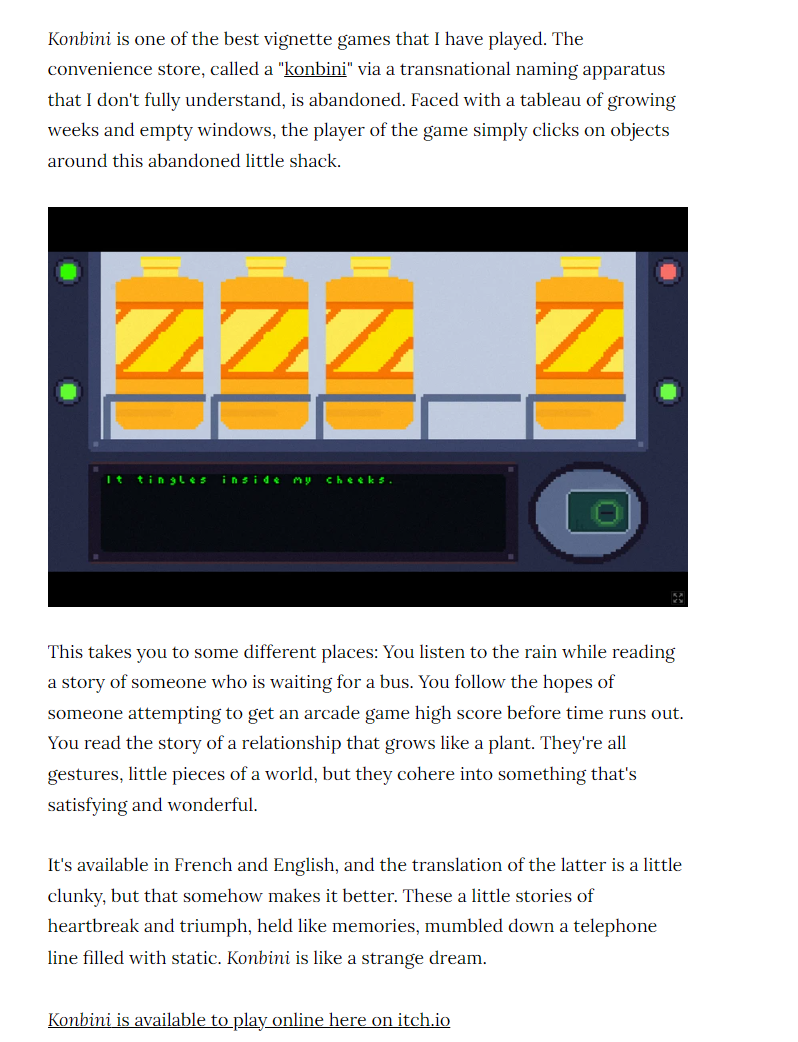 Konbini is one of the best vignette games that I have played. The
convenience store, called a "konbini" via a transnational naming apparatus
that I don't fully understand, is abandoned. Faced with a tableau of growing
weeks and empty windows, the player of the game simply clicks on objects
around this abandoned little shack.
It tingles inside my cheeks.
This takes you to some different places: You listen to the rain while reading
a story of someone who is waiting for a bus. You follow the hopes of
someone attempting to get an arcade game high score before time runs out.
You read the story of a relationship that grows like a plant. They're all
gestures, little pieces of a world, but they cohere into something that's
satisfying and wonderful.
It's available in French and English, and the translation of the latter is a little
clunky, but that somehow makes it better. These a little stories of
heartbreak and triumph, held like memories, mumbled down a telephone
line filled with static. Konbini is like a strange dream.
Konbini is available to play online here on itch.io